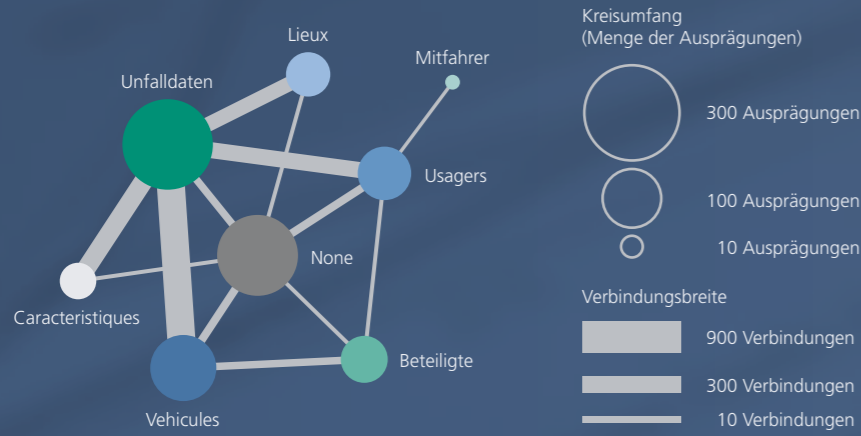 Lieux
Mitfahrer
Unfalldaten
Usagers
None
Caracteristiques
Beteiligte
Vehicules
Kreisumfang
(Menge der Ausprägungen)
300 Ausprägungen
100 Ausprägungen
10 Ausprägungen
Verbindungsbreite
900 Verbindungen
300 Verbindungen
10 Verbindungen